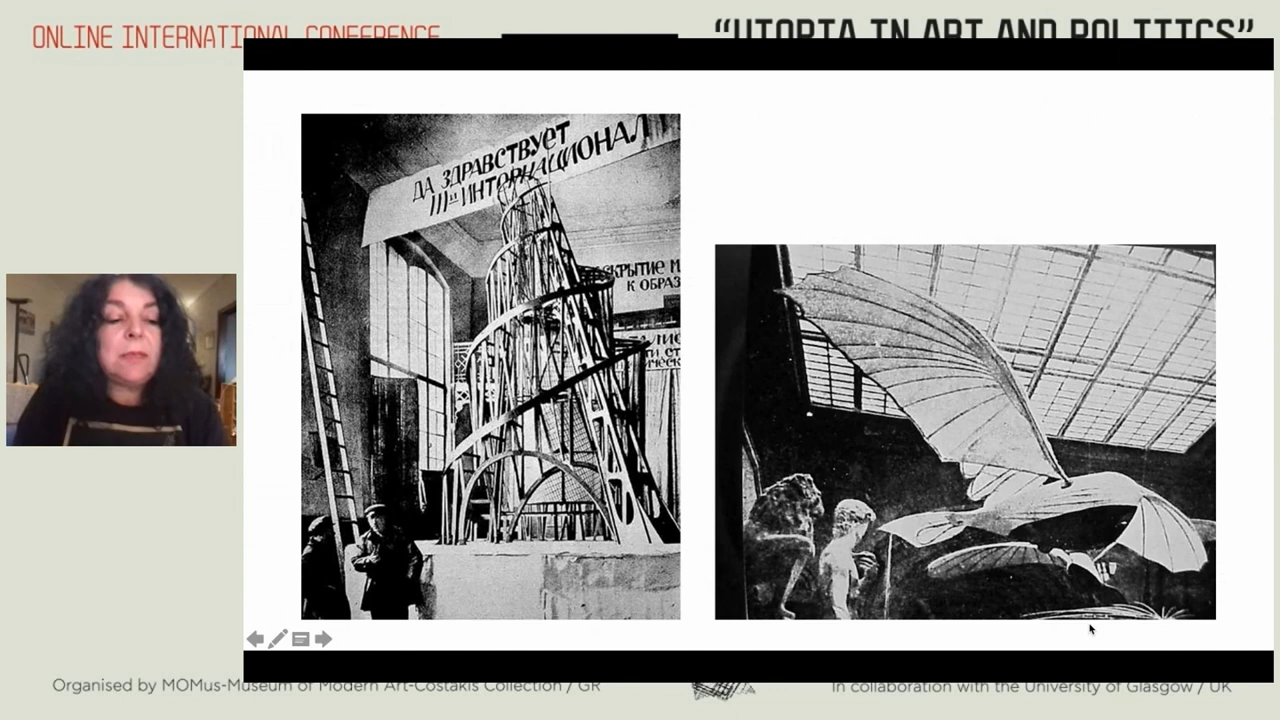 ONLINE INTERNATIONAL CONFERENCE
“UTOPIA IN ART AND POLITICS”
ДА ЗДРАВСТВУЕТ
IIIй ИНТЕРНАЦИОНАЛ
К ОБРАЗ
Organised by MOMus-Museum of Modern Art-Costakis Collection / GR
In collaboration with the University of Glasgow / UK